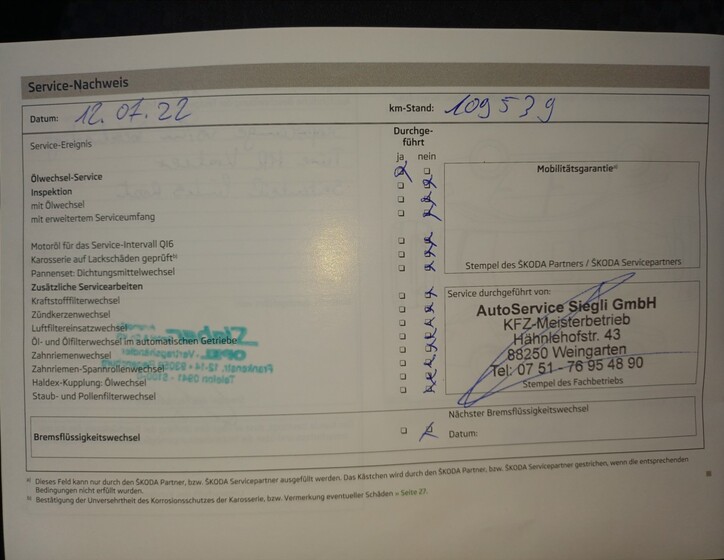 Service-Nachweis
Datum: 12.07.22 km-Stand: 109539
Service-Ereignis
Durchge-
führt
ja nein
Ölwechsel-Service
Inspektion
mit Ölwechsel
mit erweitertem Serviceumfang
Motoröl für das Service-Intervall QI6
Karosserie auf Lackschäden geprüft b)
Pannenset: Dichtungsmittelwechsel
Zusätzliche Servicearbeiten
Kraftstofffilterwechsel
Zündkerzenwechsel
Luftfiltereinsatzwechsel
Öl- und Ölfilterwechsel im automatischen Getriebe
Zahnriemenwechsel
Zahnriemen-Spannrollenwechsel
Haldex-Kupplung: Ölwechsel
Staub- und Pollenfilterwechsel
Bremsflüssigkeitswechsel
Mobilitätsgarantie a)
Stempel des ŠKODA Partners / ŠKODA Servicepartners
Service durchgeführt von:
AutoService Siegli GmbH
KFZ-Meisterbetrieb
Hähnlehofstr. 43
88250 Weingarten
Tel: 07 51 - 76 95 48 90
Stempel des Fachbetriebs
Nächster Bremsflüssigkeitswechsel
Datum:
a) Dieses Feld kann nur durch den ŠKODA Partner, bzw. ŠKODA Servicepartner ausgefüllt werden. Das Kästchen wird durch den ŠKODA Partner, bzw. ŠKODA Servicepartner gestrichen, wenn die entsprechenden
Bedingungen nicht erfüllt wurden.
b) Bestätigung der Unversehrtheit des Korrosionsschutzes der Karosserie, bzw. Vermerkung eventueller Schäden » Seite 27.